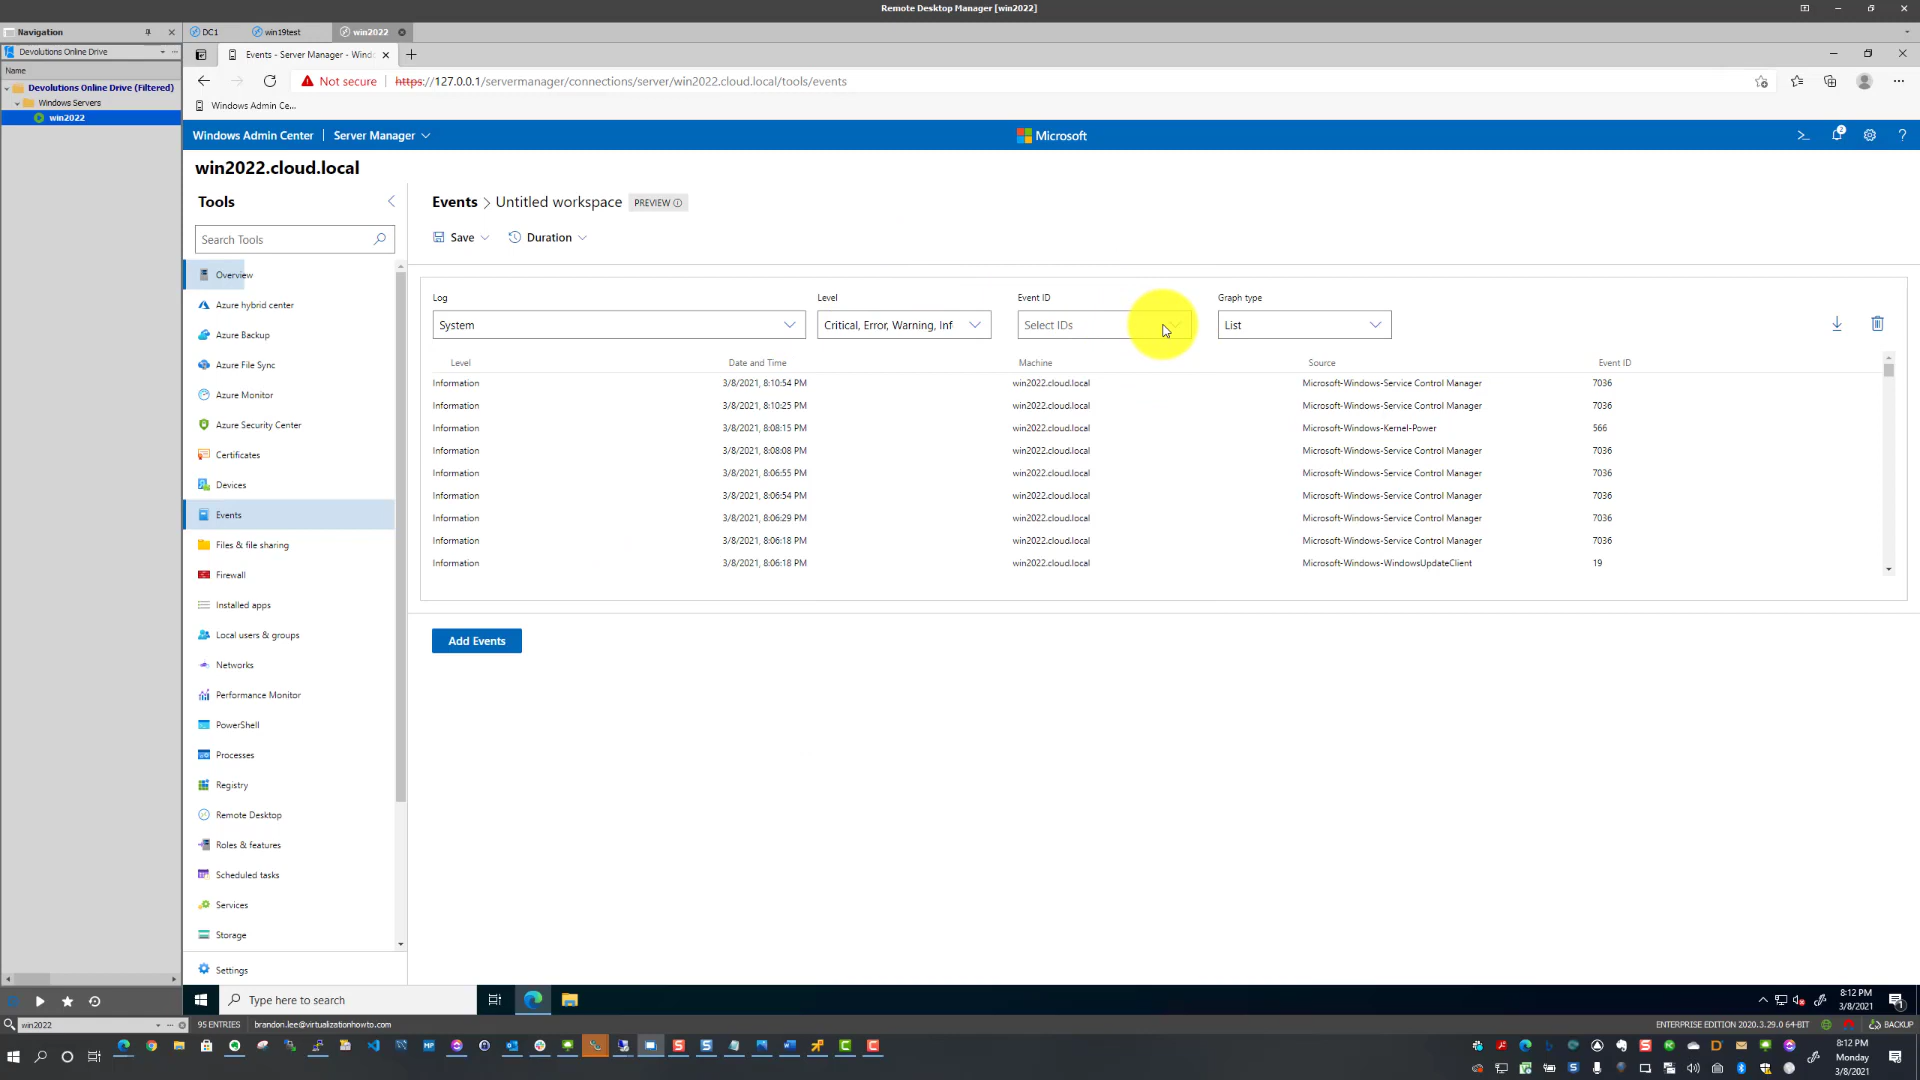 Remote Desktop Manager [win2022]
Navigation
DC1
win19test
win2022
Devolutions Online Drive
Events - Server Manager - Wind
Name
Devolutions Online Drive (Filtered)
Windows Servers
win2022
Not secure
https://127.0.0.1/servermanager/connections/server/win2022.cloud.local/tools/events
Windows Admin Ce...
Windows Admin Center
Server Manager
Microsoft
win2022.cloud.local
Tools
Search Tools
Overview
Azure hybrid center
Azure Backup
Azure File Sync
Azure Monitor
Azure Security Center
Certificates
Devices
Events
Files & file sharing
Firewall
Installed apps
Local users & groups
Networks
Performance Monitor
PowerShell
Processes
Registry
Remote Desktop
Roles & features
Scheduled tasks
Services
Storage
Settings
Events > Untitled workspace PREVIEW
Save
Duration
Log
Level
Event ID
Graph type
System
Critical, Error, Warning, Inf
Select IDs
List
Level Date and Time Machine Source Event ID
Information 3/8/2021, 8:10:54 PM win2022.cloud.local Microsoft-Windows-Service Control Manager 7036
Information 3/8/2021, 8:10:25 PM win2022.cloud.local Microsoft-Windows-Service Control Manager 7036
Information 3/8/2021, 8:08:15 PM win2022.cloud.local Microsoft-Windows-Kernel-Power 566
Information 3/8/2021, 8:08:08 PM win2022.cloud.local Microsoft-Windows-Service Control Manager 7036
Information 3/8/2021, 8:06:55 PM win2022.cloud.local Microsoft-Windows-Service Control Manager 7036
Information 3/8/2021, 8:06:54 PM win2022.cloud.local Microsoft-Windows-Service Control Manager 7036
Information 3/8/2021, 8:06:29 PM win2022.cloud.local Microsoft-Windows-Service Control Manager 7036
Information 3/8/2021, 8:06:18 PM win2022.cloud.local Microsoft-Windows-Service Control Manager 7036
Information 3/8/2021, 8:06:18 PM win2022.cloud.local Microsoft-Windows-WindowsUpdateClient 19
Add Events
Type here to search
8:12 PM
3/8/2021
win2022
95 ENTRIES
brandon.lee@virtualizationhowto.com
ENTERPRISE EDITION 2020.3.29.0 64-BIT
BACKUP
8:12 PM
Monday
3/8/2021